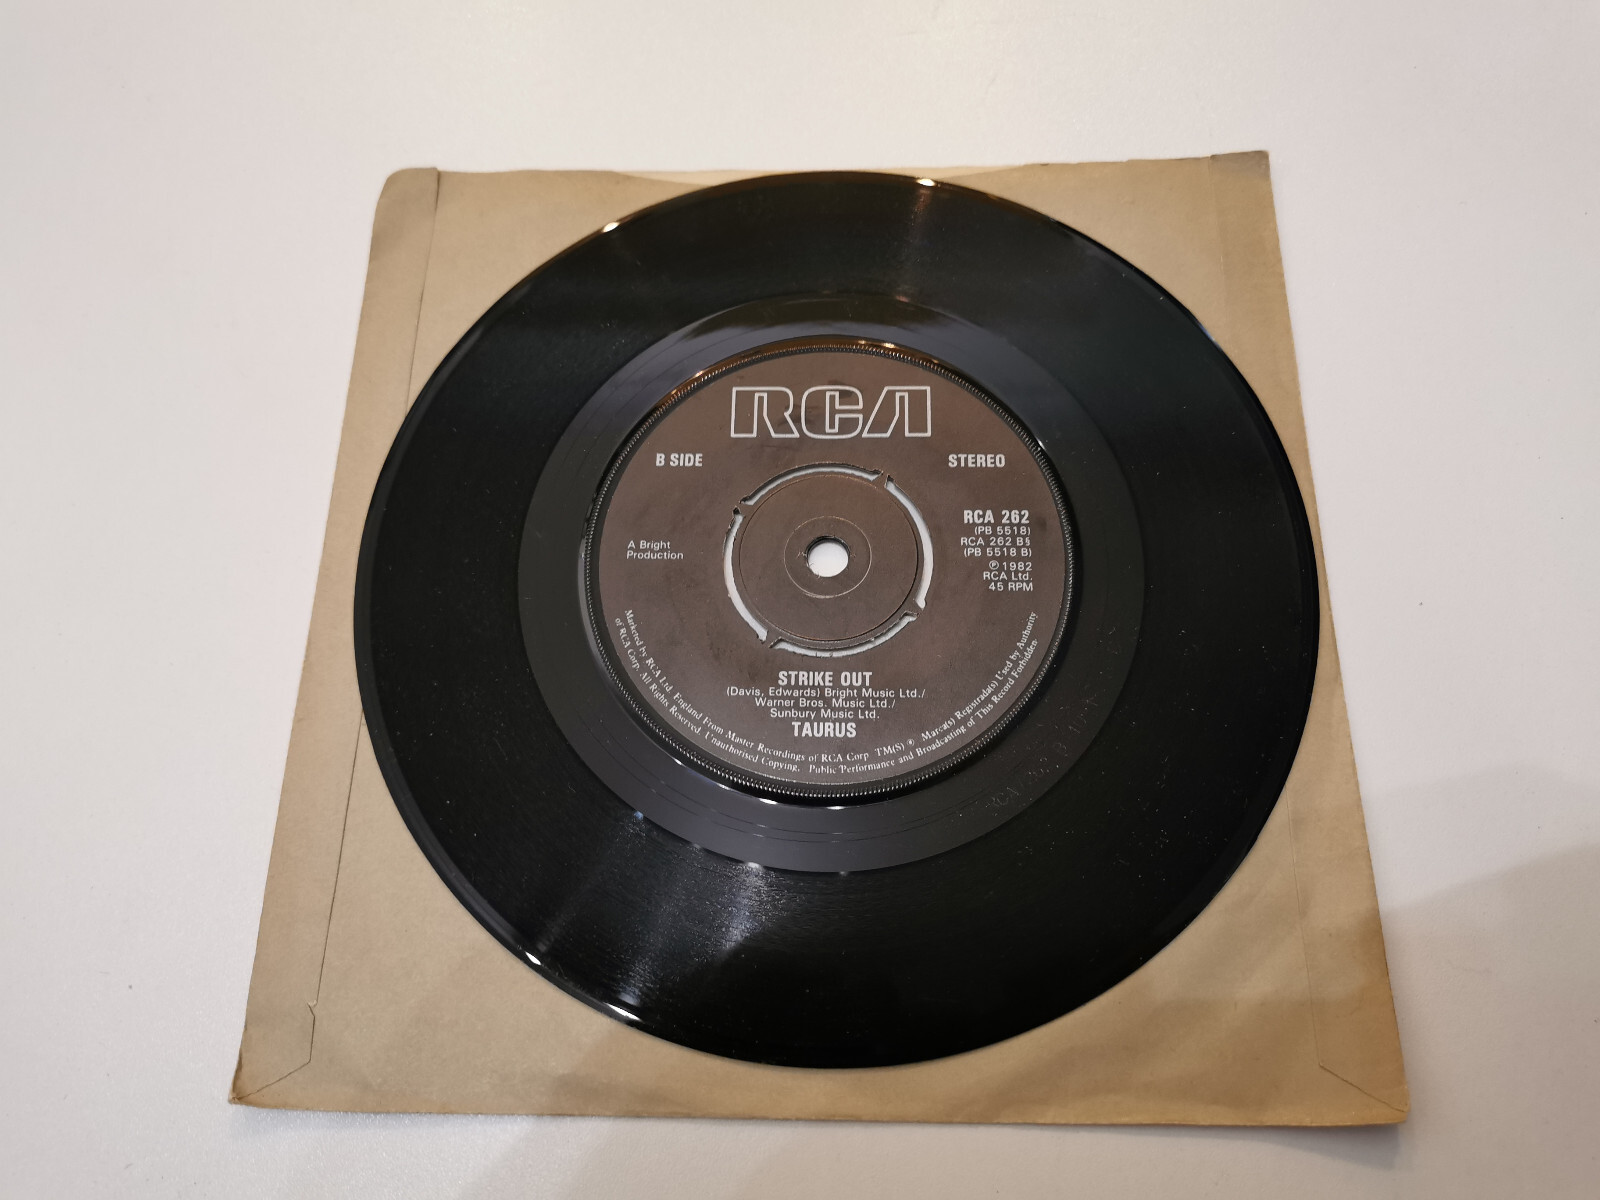 RCA
B SIDE
STEREO
RCA 262
(PB 5518)
RCA 262 B§
(PB 5518 B)
℗ 1982
RCA Ltd.
45 RPM
A Bright
Production
STRIKE OUT
(Davis, Edwards) Bright Music Ltd./
Warner Bros. Music Ltd./
Sunbury Music Ltd.
TAURUS
Marketed by RCA Ltd. England From Master Recordings of RCA Corp TM(S) ® Marca(s) Registrada(s) Used by Authority
of RCA Corp. All Rights Reserved. Unauthorised Copying, Public Performance and Broadcasting of This Record Forbidden.